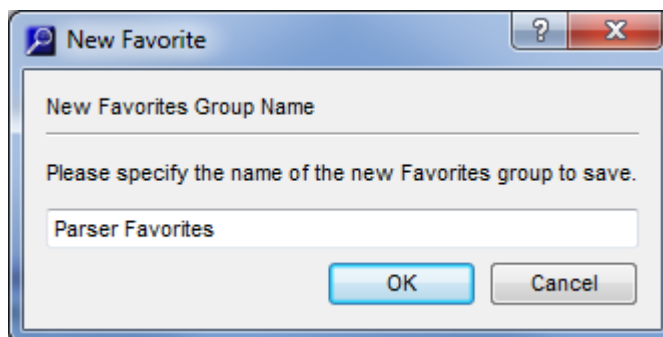 New Favorite
?
X
New Favorites Group Name
Please specify the name of the new Favorites group to save.
Parser Favorites
OK Cancel